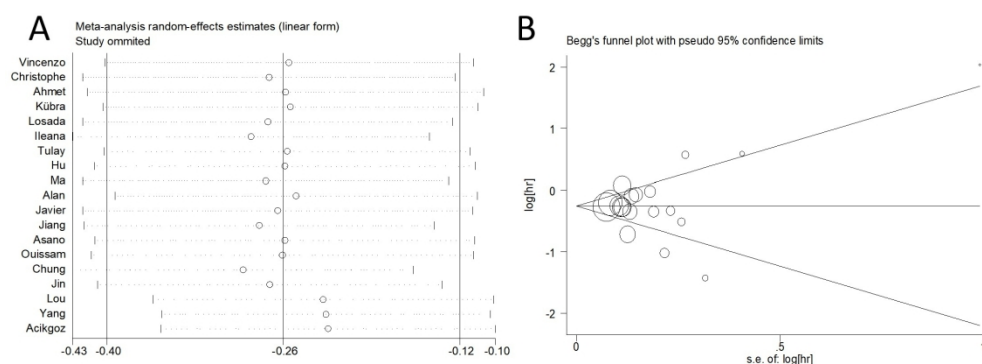 A
Meta-analysis random-effects estimates (linear form)
Study ommited
Vincenzo
Christophe
Ahmet
Kübra
Losada
Ileana
Tulay
Hu
Ma
Alan
Javier
Jiang
Asano
Ouissam
Chung
Jin
Lou
Yang
Acikgoz
-0.43 -0.40 -0.26 -0.12 -0.10
B
Begg's funnel plot with pseudo 95% confidence limits
log[hr]
2
1
0
-1
-2
0 .5 1
s.e. of: log[hr]